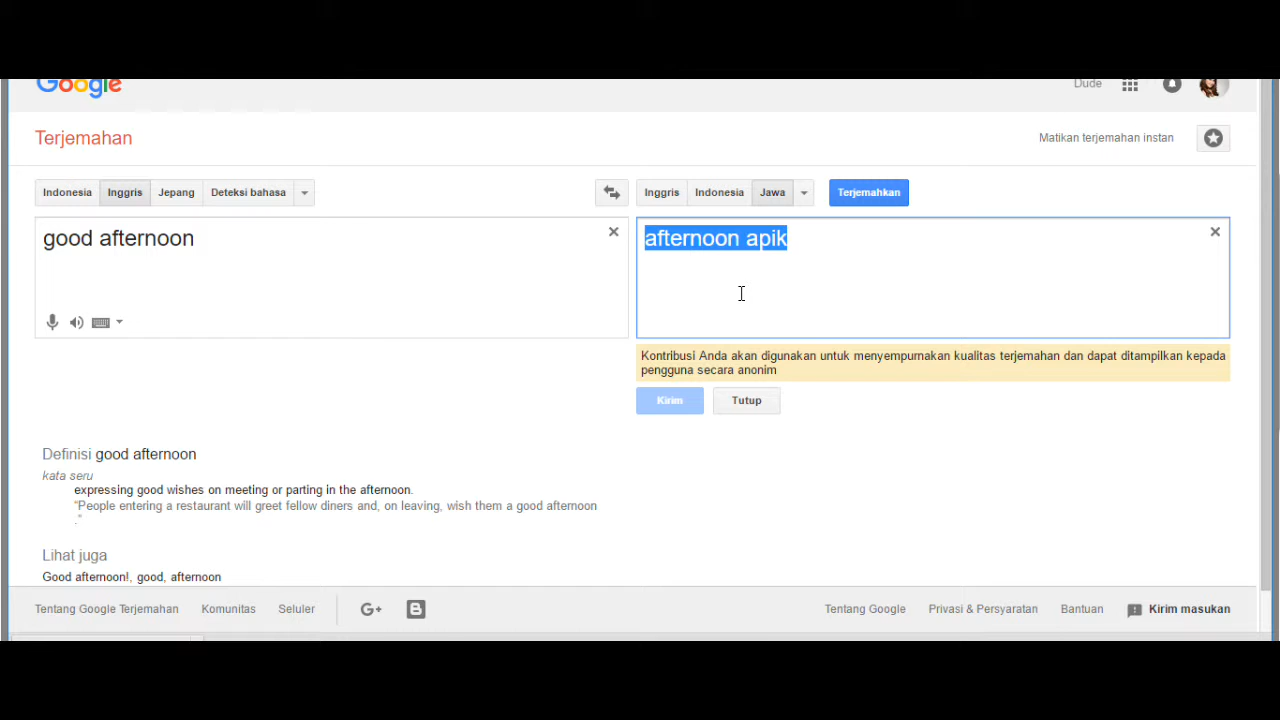 Google
Dude
Terjemahan
Matikan terjemahan instan
Indonesia Inggris Jepang Deteksi bahasa
Inggris Indonesia Jawa Terjemahkan
good afternoon
afternoon apik
Kontribusi Anda akan digunakan untuk menyempurnakan kualitas terjemahan dan dapat ditampilkan kepada
pengguna secara anonim
Kirim Tutup
Definisi good afternoon
kata seru
expressing good wishes on meeting or parting in the afternoon.
"People entering a restaurant will greet fellow diners and, on leaving, wish them a good afternoon
."
Lihat juga
Good afternoon!, good, afternoon
Tentang Google Terjemahan Komunitas Seluler G+ B Tentang Google Privasi & Persyaratan Bantuan Kirim masukan